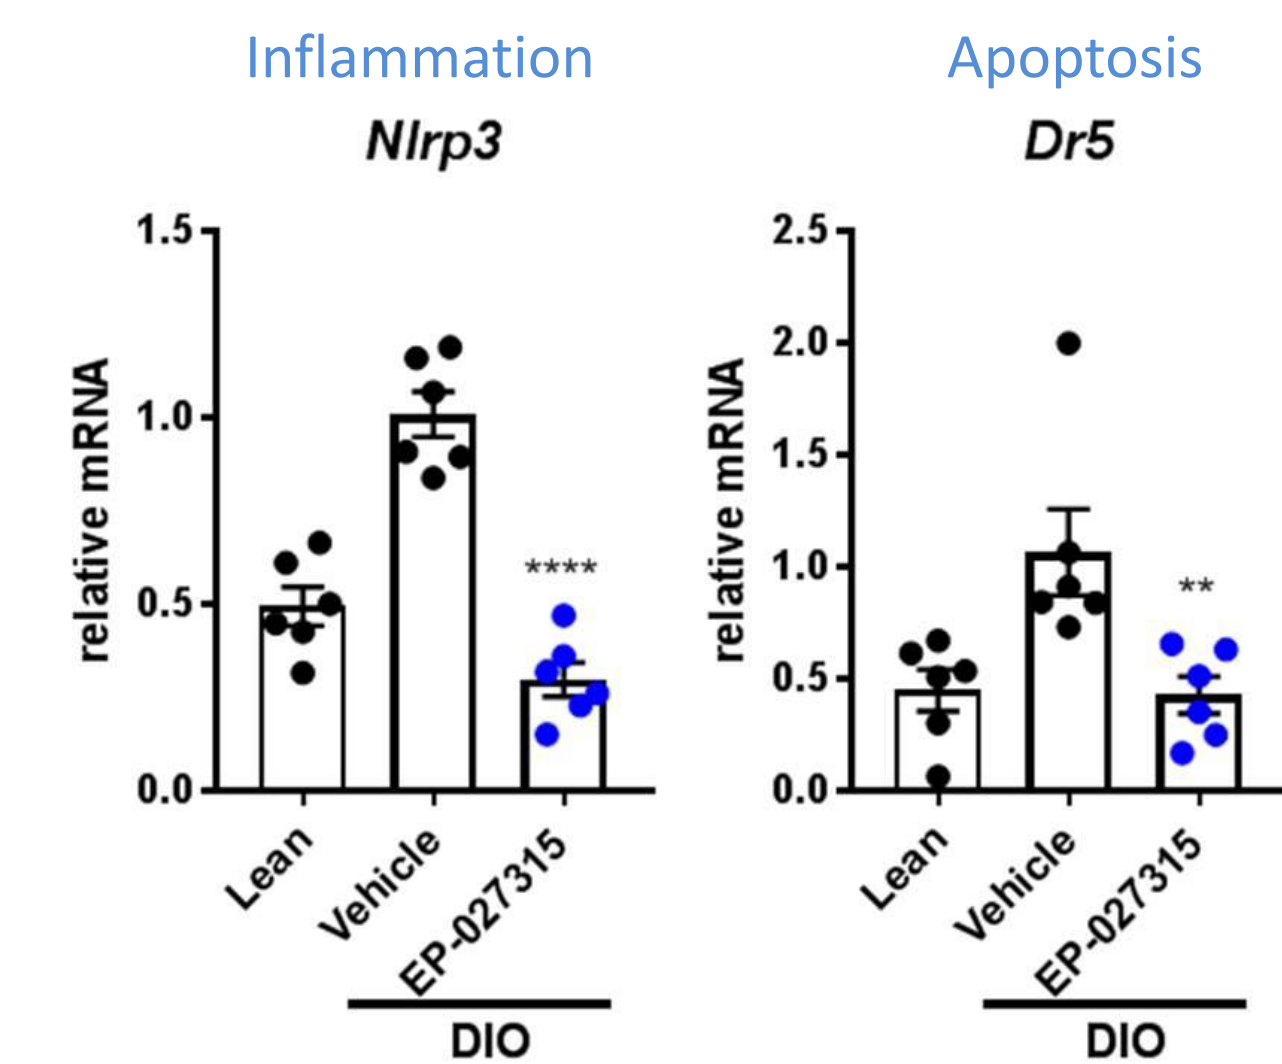 Inflammation
Nlrp3
relative mRNA
1.5
1.0
0.5
0.0
****
Lean
Vehicle
EP-027315
DIO
Apoptosis
Dr5
relative mRNA
2.5
2.0
1.5
1.0
0.5
0.0
**
Lean
Vehicle
EP-027315
DIO